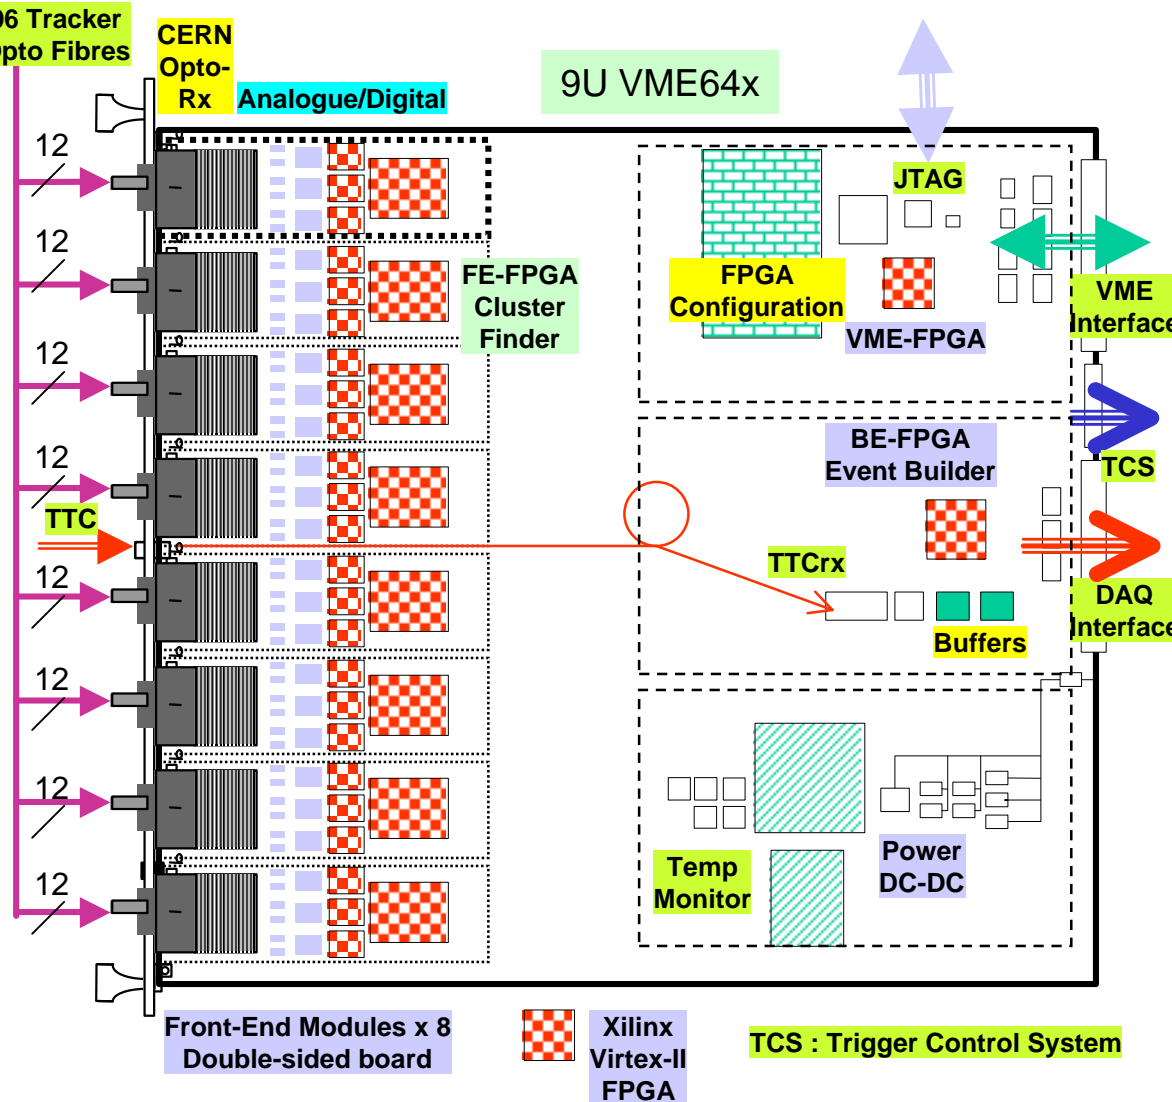 96 Tracker
Opto Fibres
CERN
Opto-
Rx
Analogue/Digital
9U VME64x
JTAG
12
12
12
12
TTC
12
12
12
12
FE-FPGA
Cluster
Finder
FPGA
Configuration
VME-FPGA
VME
Interface
BE-FPGA
Event Builder
TCS
TTCrx
Buffers
DAQ
Interface
Temp
Monitor
Power
DC-DC
Front-End Modules x 8
Double-sided board
Xilinx
Virtex-II
FPGA
TCS : Trigger Control System